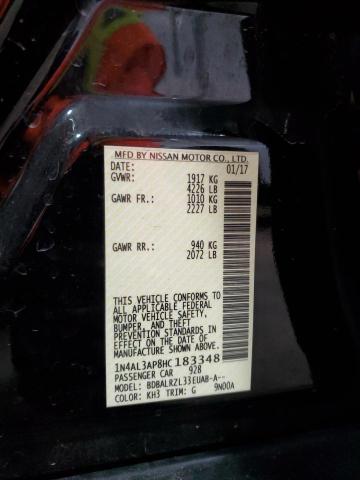 MFD BY NISSAN MOTOR CO., LTD.
DATE: 01/17
GVWR: 1917 KG
4226 LB
GAWR FR.: 1010 KG
2227 LB
GAWR RR.: 940 KG
2072 LB
THIS VEHICLE CONFORMS TO
ALL APPLICABLE FEDERAL
MOTOR VEHICLE SAFETY,
BUMPER, AND THEFT
PREVENTION STANDARDS IN
EFFECT ON THE DATE OF
MANUFACTURE SHOWN ABOVE.
1N4AL3AP8HC183348
PASSENGER CAR 928
MODEL: BDBALRZL33EUAB-A--
COLOR: KH3 TRIM: G 9N00A